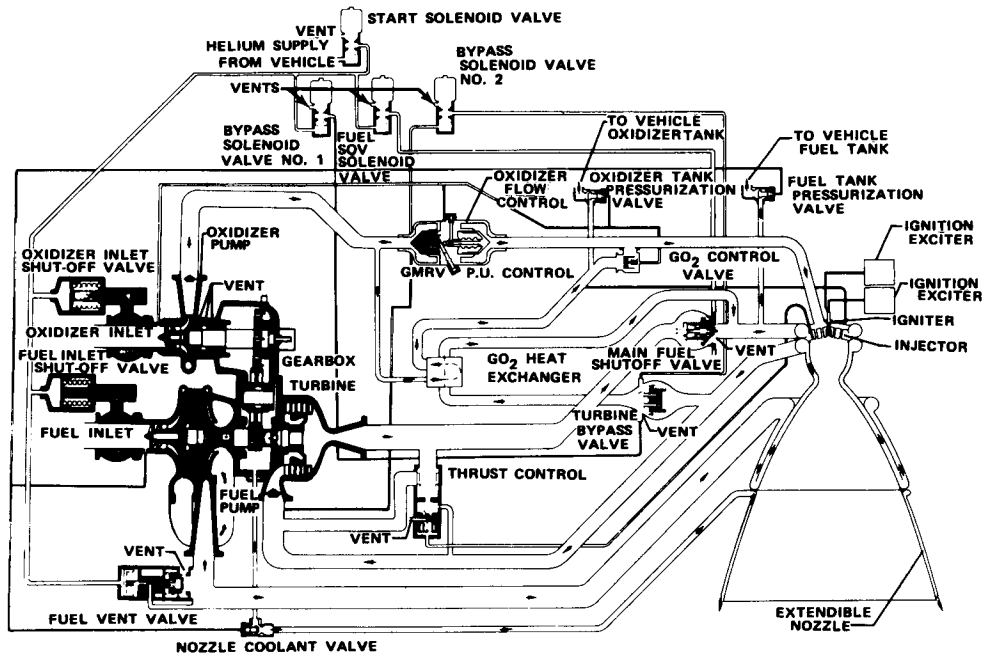 START SOLENOID VALVE
VENT
HELIUM SUPPLY
FROM VEHICLE
BYPASS
SOLENOID VALVE
NO. 2
VENTS
BYPASS
SOLENOID
VALVE NO. 1
FUEL
SOV
SOLENOID
VALVE
TO VEHICLE
OXIDIZER TANK
TO VEHICLE
FUEL TANK
OXIDIZER
FLOW
CONTROL
OXIDIZER TANK
PRESSURIZATION
VALVE
FUEL TANK
PRESSURIZATION
VALVE
OXIDIZER
PUMP
OXIDIZER INLET
SHUT-OFF VALVE
VENT
GMRV
P.U. CONTROL
GO2 CONTROL
VALVE
IGNITION
EXCITER
IGNITION
EXCITER
IGNITER
INJECTOR
OXIDIZER INLET
FUEL INLET
SHUT-OFF VALVE
GEARBOX
TURBINE
GO2 HEAT
EXCHANGER
MAIN FUEL
SHUTOFF VALVE
VENT
FUEL INLET
TURBINE
BYPASS
VALVE
VENT
THRUST CONTROL
FUEL
PUMP
VENT
VENT
FUEL VENT VALVE
NOZZLE COOLANT VALVE
EXTENDIBLE
NOZZLE